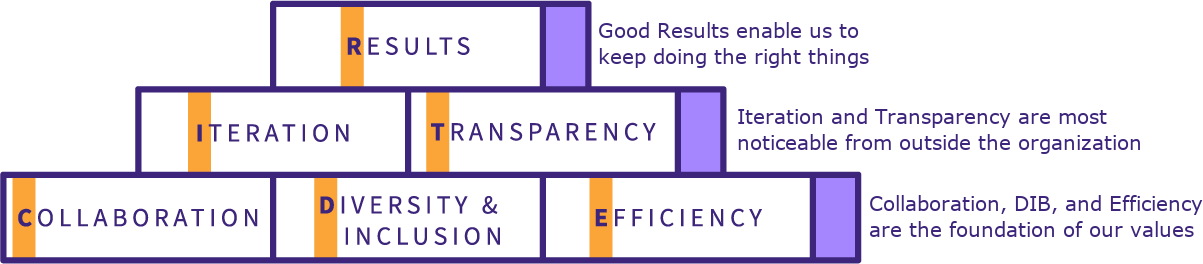 RESULTS
Good Results enable us to
keep doing the right things
ITERATION
TRANSPARENCY
Iteration and Transparency are most
noticeable from outside the organization
COLLABORATION
DIVERSITY &
INCLUSION
EFFICIENCY
Collaboration, DIB, and Efficiency
are the foundation of our values